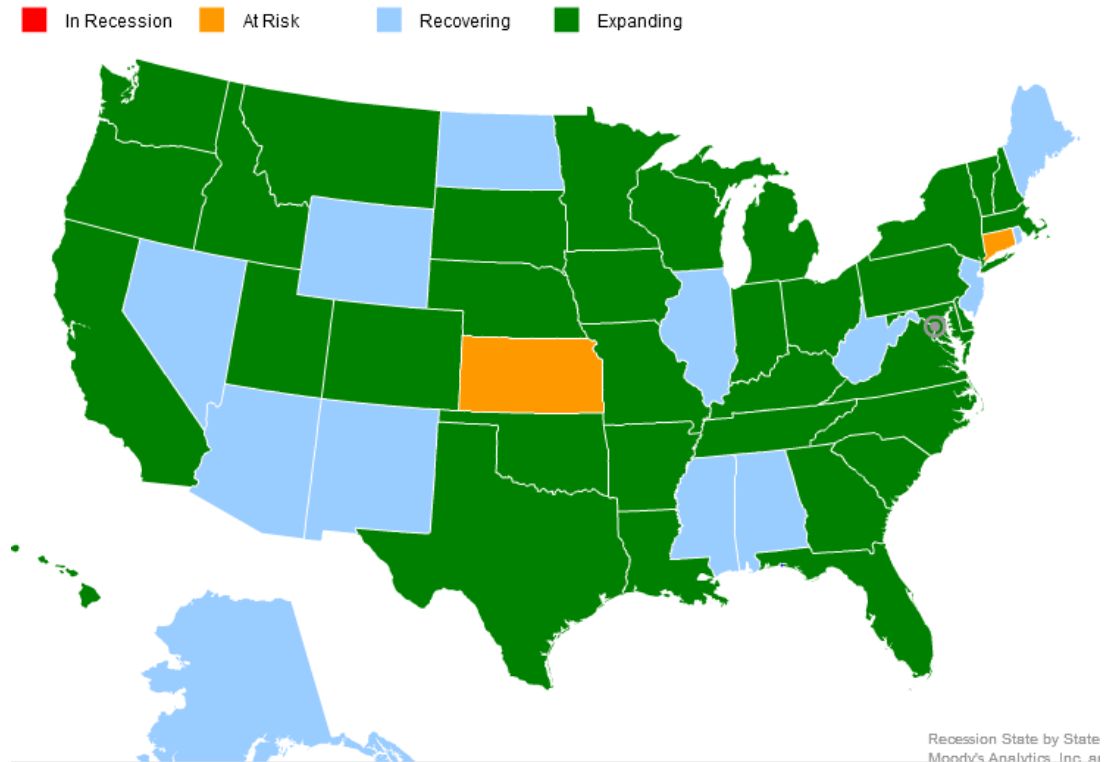 In Recession
At Risk
Recovering
Expanding
Recession State by State
Moody's Analytics, Inc. a